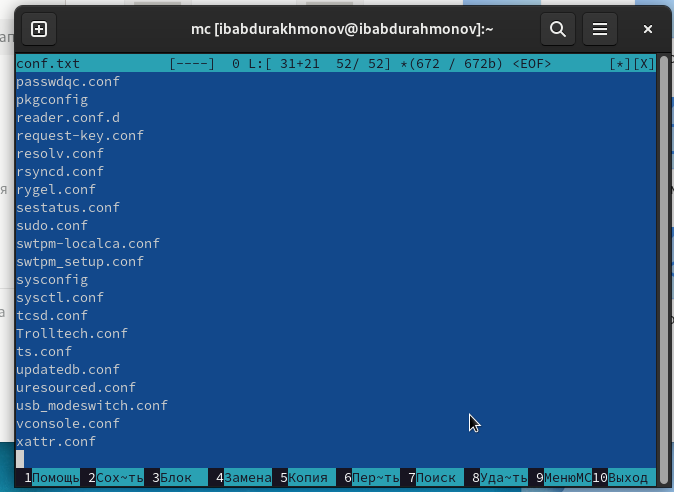 mc [ibabdurakhmonov@ibabdurahmonov]:~
conf.txt [----] 0 L:[ 31+21 52/ 52] *(672 / 672b) <EOF> [*][X]
passwdqc.conf
pkgconfig
reader.conf.d
request-key.conf
resolv.conf
rsyncd.conf
rygel.conf
sestatus.conf
sudo.conf
swtpm-localca.conf
swtpm_setup.conf
sysconfig
sysctl.conf
tcsd.conf
Trolltech.conf
ts.conf
updatedb.conf
uresourced.conf
usb_modeswitch.conf
vconsole.conf
xattr.conf
1Помощь 2Сох~ть 3Блок 4Замена 5Копия 6Пер~ть 7Поиск 8Уда~ть 9МенюMC 10Выход